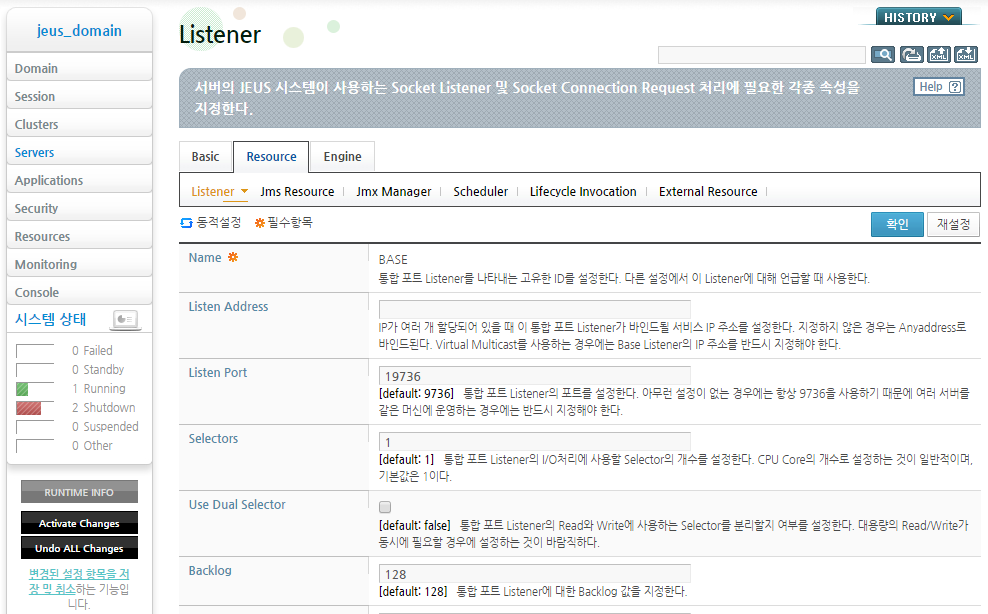 jeus_domain
Domain
Session
Clusters
Servers
Applications
Security
Resources
Monitoring
Console
시스템 상태
0 Failed
0 Standby
1 Running
2 Shutdown
0 Suspended
0 Other
RUNTIME INFO
Activate Changes
Undo ALL Changes
변경된 설정 항목을 저
장 및 취소하는 기능입
니다.
HISTORY
Listener
XML XML
서버의 JEUS 시스템이 사용하는 Socket Listener 및 Socket Connection Request 처리에 필요한 각종 속성을
지정한다.
Help ?
Basic Resource Engine
Listener Jms Resource Jmx Manager Scheduler Lifecycle Invocation External Resource
동적설정 필수항목 확인 재설정
Name BASE
통합 포트 Listener를 나타내는 고유한 ID를 설정한다. 다른 설정에서 이 Listener에 대해 언급할 때 사용한다.
Listen Address
IP가 여러 개 할당되어 있을 때 이 통합 포트 Listener가 바인드될 서비스 IP 주소를 설정한다. 지정하지 않은 경우는 Anyaddress로
바인드된다. Virtual Multicast를 사용하는 경우에는 Base Listener의 IP 주소를 반드시 지정해야 한다.
Listen Port 19736
[default: 9736] 통합 포트 Listener의 포트를 설정한다. 아무런 설정이 없는 경우에는 항상 9736을 사용하기 때문에 여러 서버를
같은 머신에 운영하는 경우에는 반드시 지정해야 한다.
Selectors 1
[default: 1] 통합 포트 Listener의 I/O처리에 사용할 Selector의 개수를 설정한다. CPU Core의 개수로 설정하는 것이 일반적이며,
기본값은 1이다.
Use Dual Selector
[default: false] 통합 포트 Listener의 Read와 Write에 사용하는 Selector를 분리할지 여부를 설정한다. 대용량의 Read/Write가
동시에 필요할 경우에 설정하는 것이 바람직하다.
Backlog 128
[default: 128] 통합 포트 Listener에 대한 Backlog 값을 지정한다.